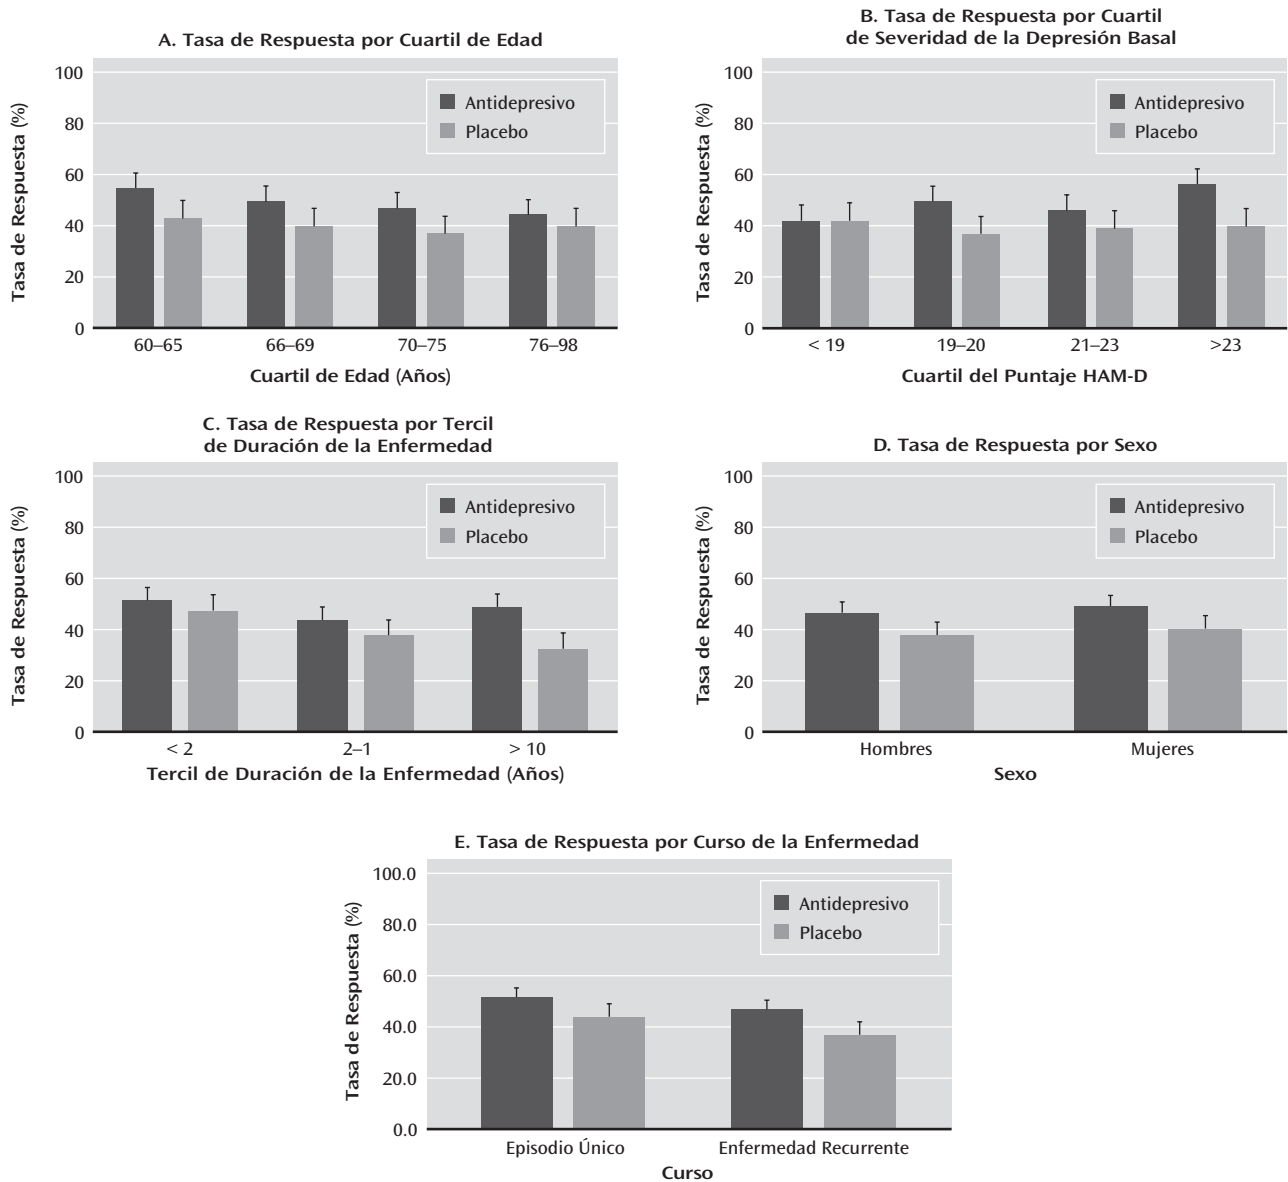 A. Tasa de Respuesta por Cuartil de Edad
Tasa de Respuesta (%)
100
80
60
40
20
0
Antidepresivo
Placebo
60–65 66–69 70–75 76–98
Cuartil de Edad (Años)
B. Tasa de Respuesta por Cuartil
de Severidad de la Depresión Basal
Tasa de Respuesta (%)
100
80
60
40
20
0
Antidepresivo
Placebo
< 19 19–20 21–23 >23
Cuartil del Puntaje HAM-D
C. Tasa de Respuesta por Tercil
de Duración de la Enfermedad
Tasa de Respuesta (%)
100
80
60
40
20
0
Antidepresivo
Placebo
< 2 2–1 > 10
Tercil de Duración de la Enfermedad (Años)
D. Tasa de Respuesta por Sexo
Tasa de Respuesta (%)
100
80
60
40
20
0
Antidepresivo
Placebo
Hombres Mujeres
Sexo
E. Tasa de Respuesta por Curso de la Enfermedad
Tasa de Respuesta (%)
100.0
80.0
60.0
40.0
20.0
0.0
Antidepresivo
Placebo
Episodio Único Enfermedad Recurrente
Curso